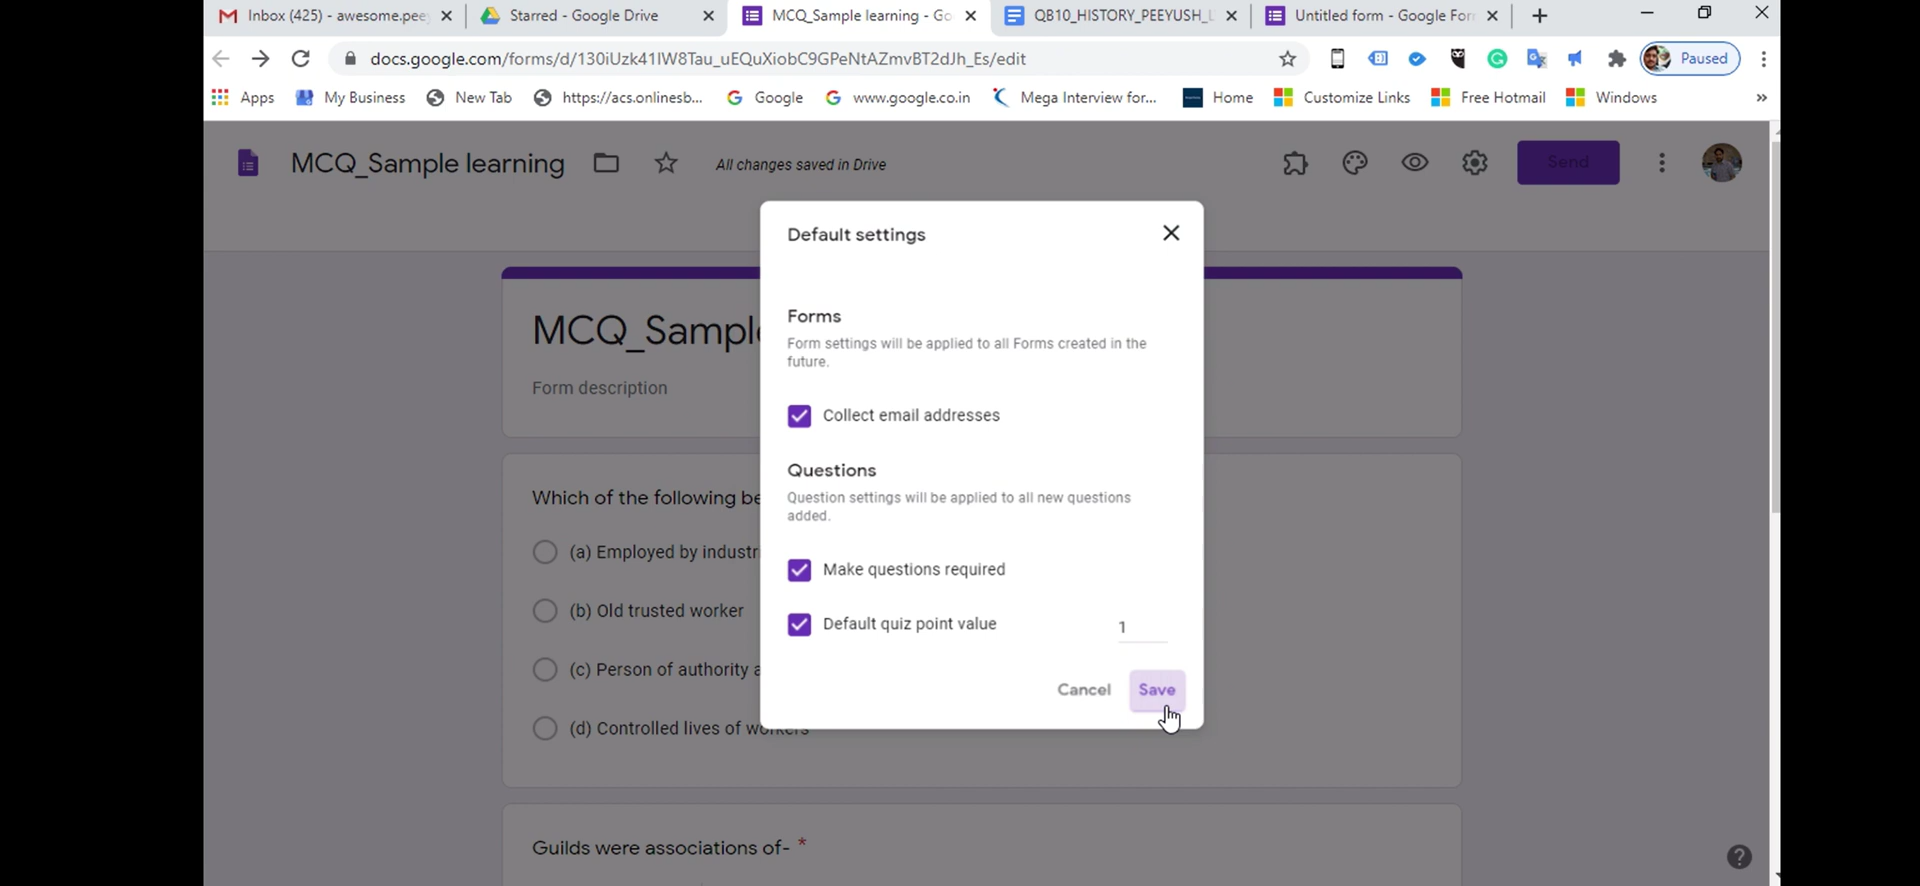 Inbox (425) - awesome.pee
Starred - Google Drive
MCQ_Sample learning - Go
QB10_HISTORY_PEEYUSH_
Untitled form - Google For
docs.google.com/forms/d/130iUzk41IW8Tau_uEQuXiobC9GPeNtAZmvBT2dJh_Es/edit
Paused
Apps
My Business
New Tab
https://acs.onlinesb...
Google
www.google.co.in
Mega Interview for...
Home
Customize Links
Free Hotmail
Windows
»
MCQ_Sample learning
All changes saved in Drive
Send
MCQ_Sample
Form description
Default settings
Forms
Form settings will be applied to all Forms created in the
future.
Collect email addresses
Questions
Question settings will be applied to all new questions
added.
Make questions required
Default quiz point value
1
Cancel
Save
Which of the following be
(a) Employed by industri
(b) Old trusted worker
(c) Person of authority a
(d) Controlled lives of workers
Guilds were associations of- *